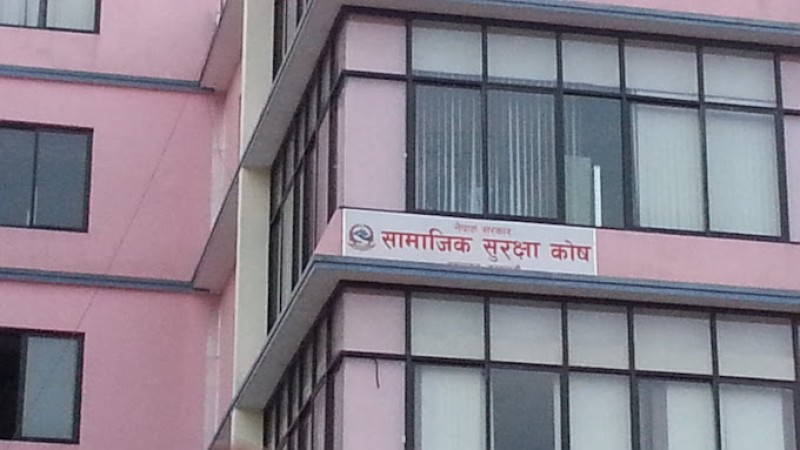 नेपाल सरकार
सामाजिक सुरक्षा कोष